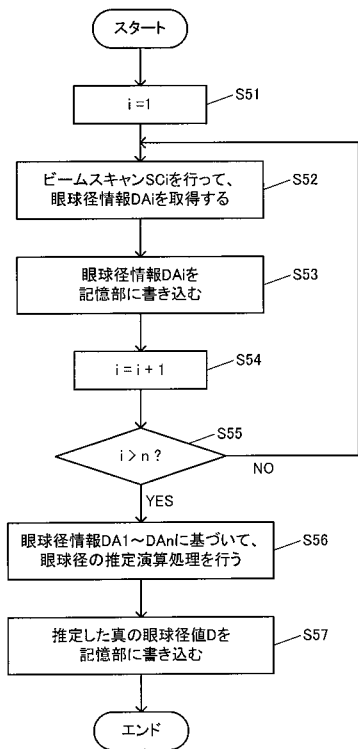 スタート
i=1
S51
ビームスキャンSCiを行って、
眼球径情報DAiを取得する
S52
眼球径情報DAiを
記憶部に書き込む
S53
i=i+1
S54
i>n?
S55
NO
YES
眼球径情報DA1～DAnに基づいて、
眼球径の推定演算処理を行う
S56
推定した真の眼球径値Dを
記憶部に書き込む
S57
エンド